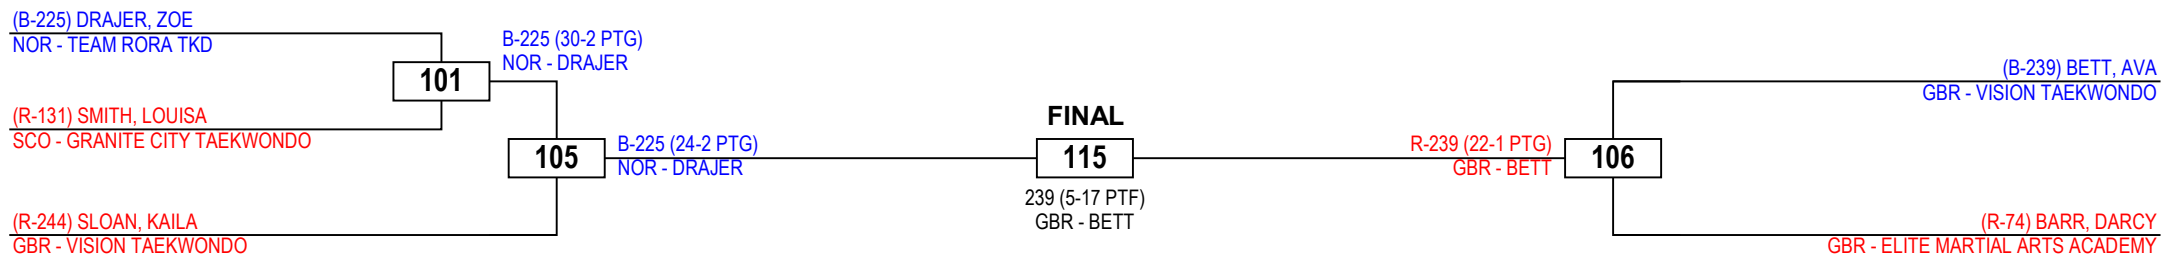 (B-225) DRAJER, ZOE
NOR - TEAM RORA TKD
B-225 (30-2 PTG)
NOR - DRAJER
101
(R-131) SMITH, LOUISA
SCO - GRANITE CITY TAEKWONDO
105
B-225 (24-2 PTG)
NOR - DRAJER
(R-244) SLOAN, KAILA
GBR - VISION TAEKWONDO
FINAL
115
239 (5-17 PTF)
GBR - BETT
R-239 (22-1 PTG)
GBR - BETT
106
(B-239) BETT, AVA
GBR - VISION TAEKWONDO
(R-74) BARR, DARCY
GBR - ELITE MARTIAL ARTS ACADEMY